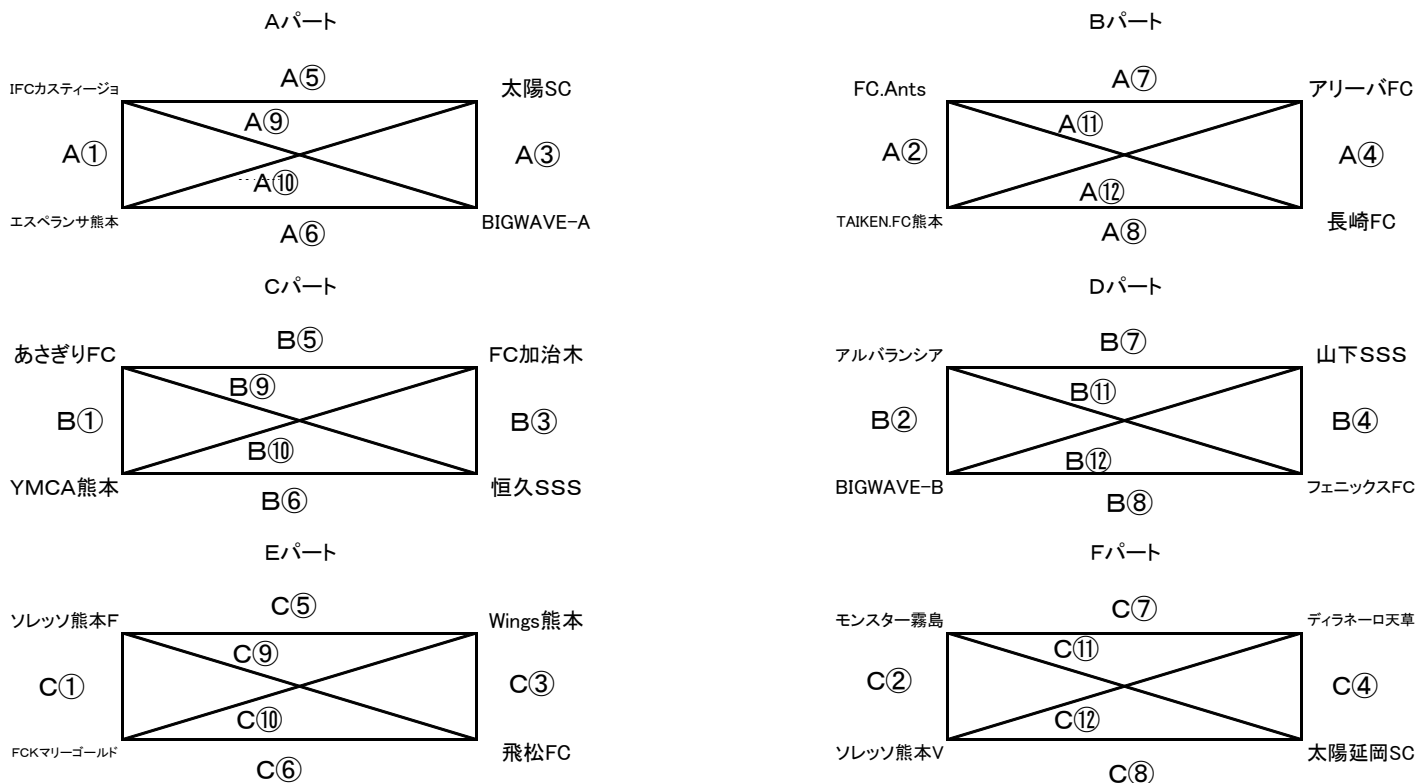 Aパート
Bパート
A⑤
A⑦
IFCカスティージョ
太陽SC
FC.Ants
アリーバFC
A⑨
A⑪
A①
A③
A②
A④
A⑩
A⑫
エスペランサ熊本
BIGWAVE-A
TAIKEN.FC熊本
長崎FC
A⑥
A⑧
Cパート
Dパート
B⑤
B⑦
あさぎりFC
FC加治木
アルバランシア
山下SSS
B⑨
B⑪
B①
B③
B②
B④
B⑩
B⑫
YMCA熊本
恒久SSS
BIGWAVE-B
フェニックスFC
B⑥
B⑧
Eパート
Fパート
C⑤
C⑦
ソレッソ熊本F
Wings熊本
モンスター霧島
ディラネーロ天草
C⑨
C⑪
C①
C③
C②
C④
C⑩
C⑫
FCKマリーゴールド
飛松FC
ソレッソ熊本V
太陽延岡SC
C⑥
C⑧